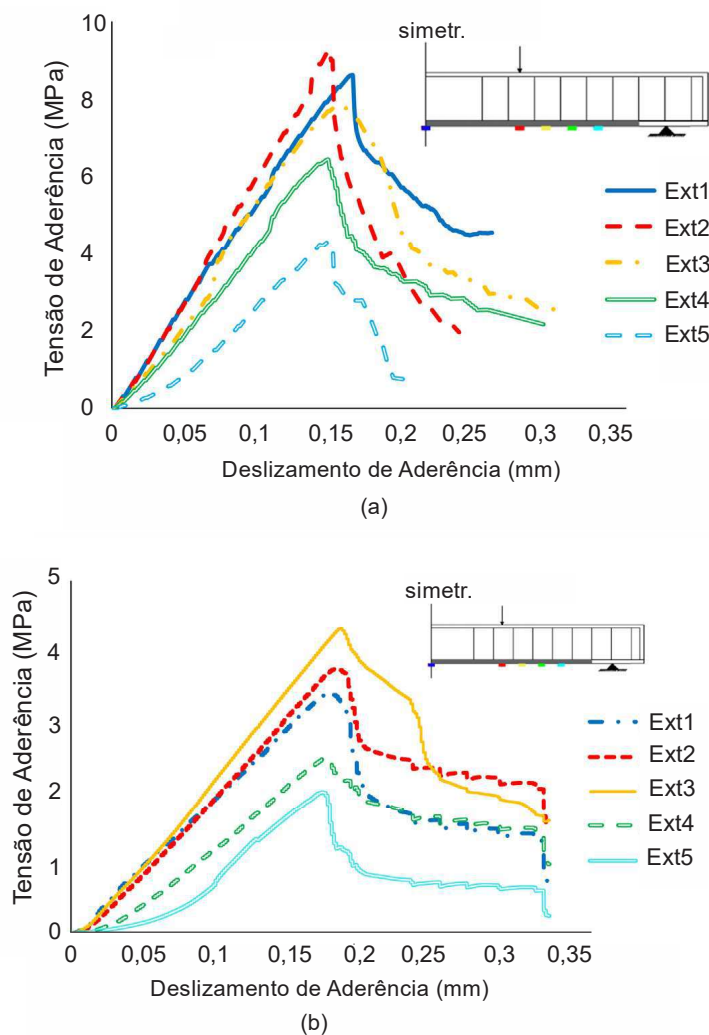 simetr.
10
8
6
4
2
0
Tensão de Aderência (MPa)
Ext1
Ext2
Ext3
Ext4
Ext5
0 0,05 0,1 0,15 0,2 0,25 0,3 0,35
Deslizamento de Aderência (mm)
(a)
simetr.
5
4
3
2
1
0
Tensão de Aderência (MPa)
Ext1
Ext2
Ext3
Ext4
Ext5
0 0,05 0,1 0,15 0,2 0,25 0,3 0,35
Deslizamento de Aderência (mm)
(b)